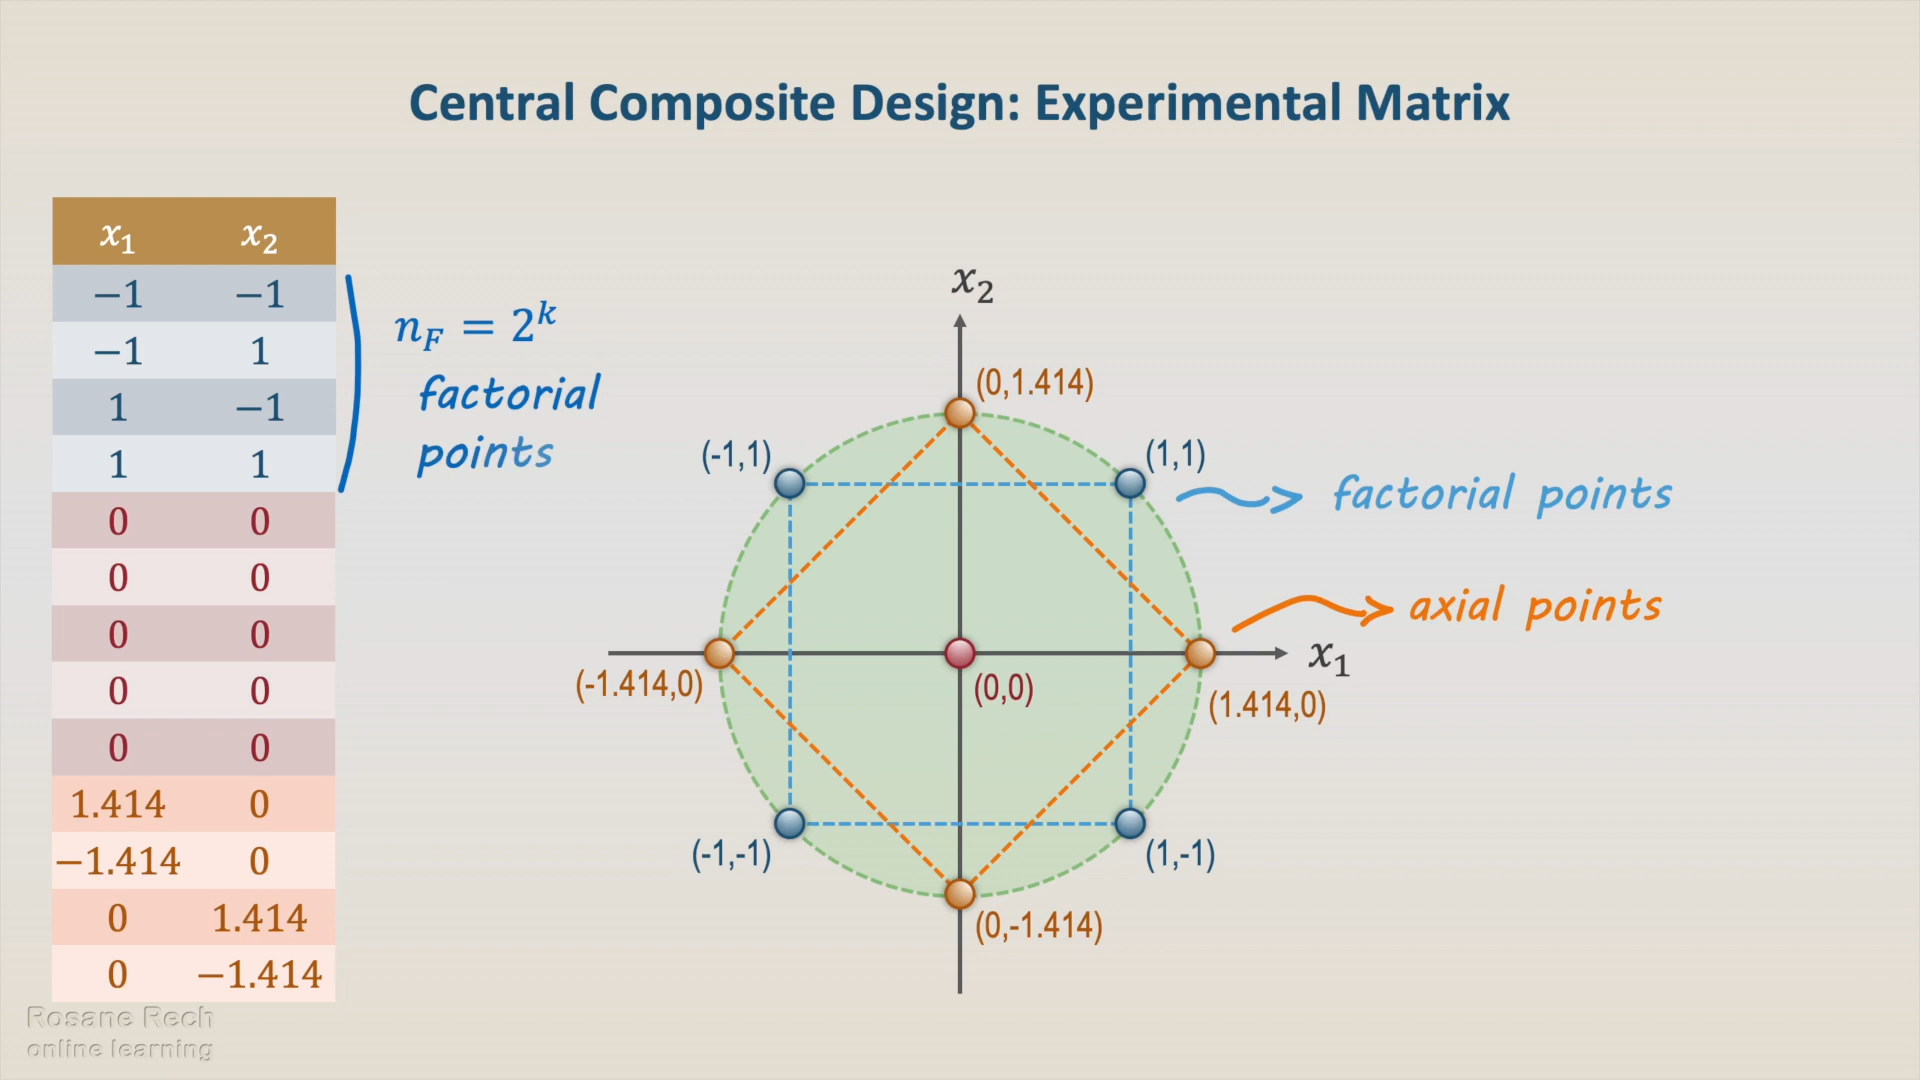 Central Composite Design: Experimental Matrix
x₁ x₂
−1 −1
−1 1
1 −1
1 1
0 0
0 0
0 0
0 0
0 0
1.414 0
−1.414 0
0 1.414
0 −1.414
n_F = 2^k
factorial
points
x₂
(0,1.414)
(-1,1)
(1,1)
factorial points
axial points
x₁
(-1.414,0)
(0,0)
(1.414,0)
(-1,-1)
(1,-1)
(0,-1.414)
Rosane Rech
online learning